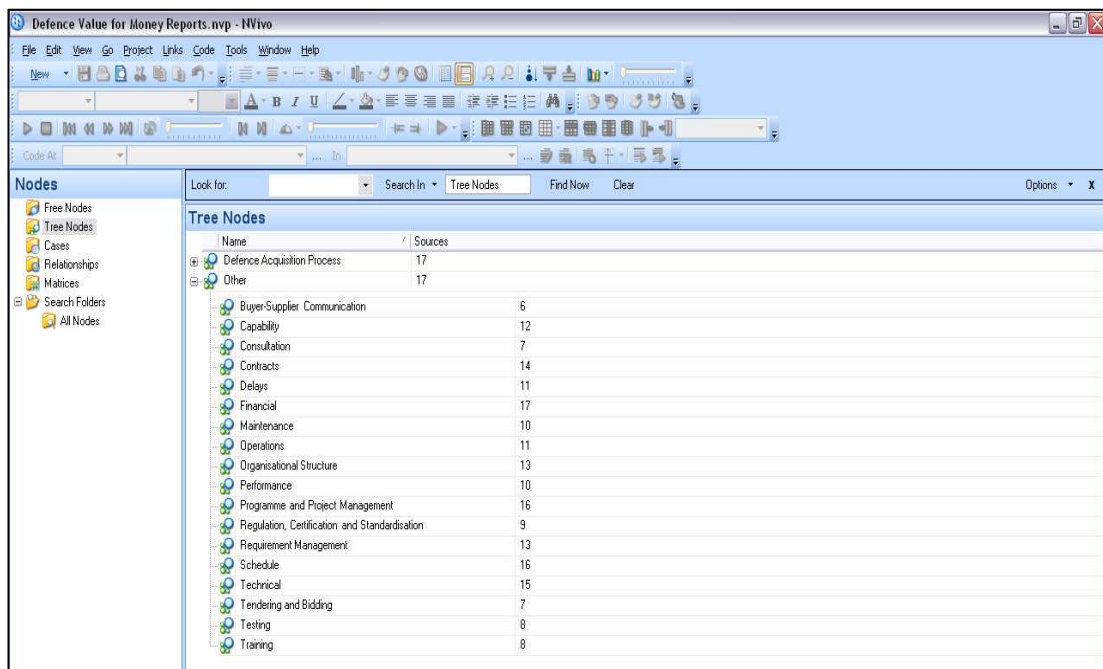 Defence Value for Money Reports.nvp - NVivo
File Edit View Go Project Links Code Tools Window Help
New
A B I U
Code At ... In ...
Nodes
Free Nodes
Tree Nodes
Cases
Relationships
Matrices
Search Folders
All Nodes
Look for: Search In Tree Nodes Find Now Clear Options x
Tree Nodes
Name / Sources
Defence Acquisition Process 17
Other 17
Buyer-Supplier Communication 6
Capability 12
Consultation 7
Contracts 14
Delays 11
Financial 17
Maintenance 10
Operations 11
Organisational Structure 13
Performance 10
Programme and Project Management 16
Regulation, Certification and Standardisation 9
Requirement Management 13
Schedule 16
Technical 15
Tendering and Bidding 7
Testing 8
Training 8